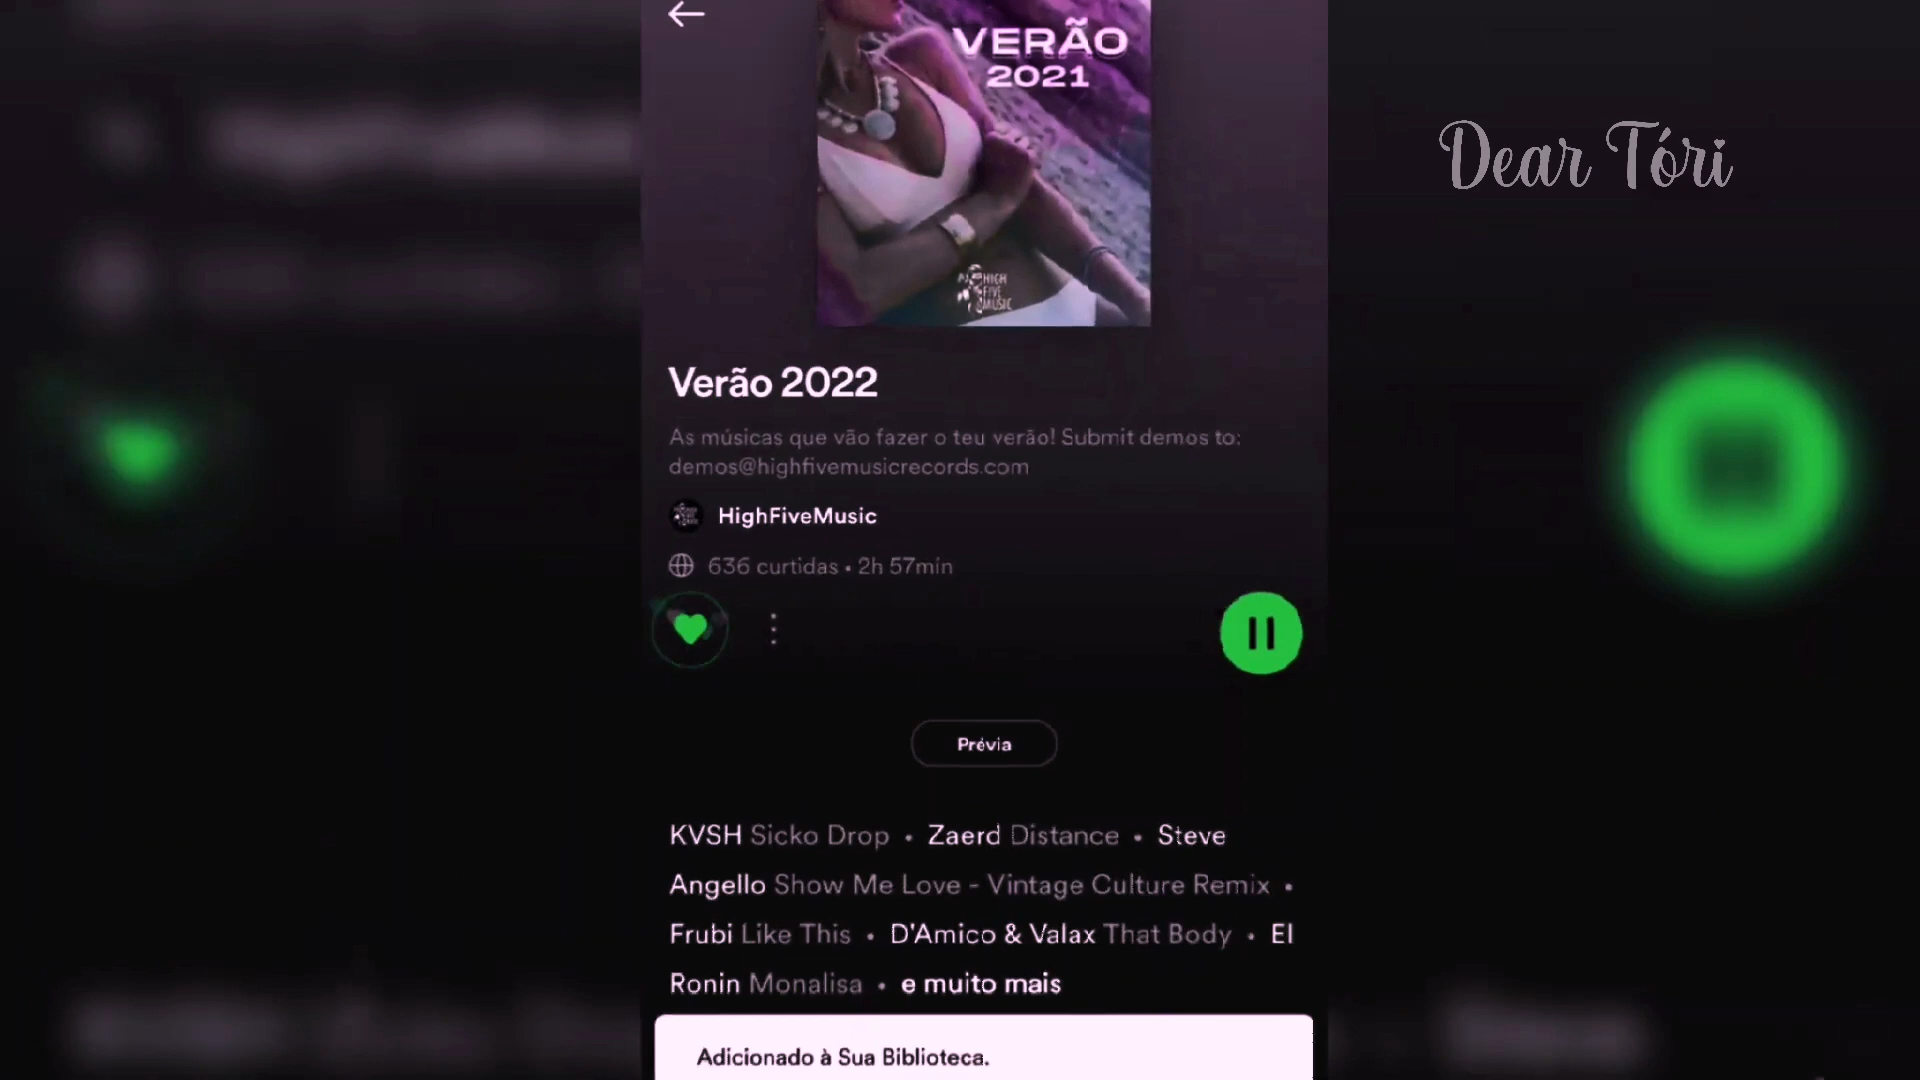 VERÃO
2021
Dear Tóri
HIGH
FIVE
MUSIC
Verão 2022
As músicas que vão fazer o teu verão! Submit demos to:
demos@highfivemusicrecords.com
HighFiveMusic
636 curtidas • 2h 57min
Prévia
KVSH Sicko Drop • Zaerd Distance • Steve
Angello Show Me Love - Vintage Culture Remix •
Frubi Like This • D'Amico & Valax That Body • El
Ronin Monalisa • e muito mais
Adicionado à Sua Biblioteca.